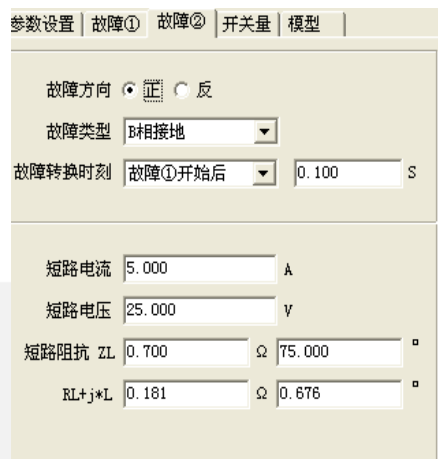 参数设置 故障① 故障② 开关量 模型
故障方向 正 反
故障类型 B相接地
故障转换时刻 故障①开始后 0.100 S
短路电流 5.000 A
短路电压 25.000 V
短路阻抗 ZL 0.700 Ω 75.000 °
RL+j*L 0.181 Ω 0.676 °